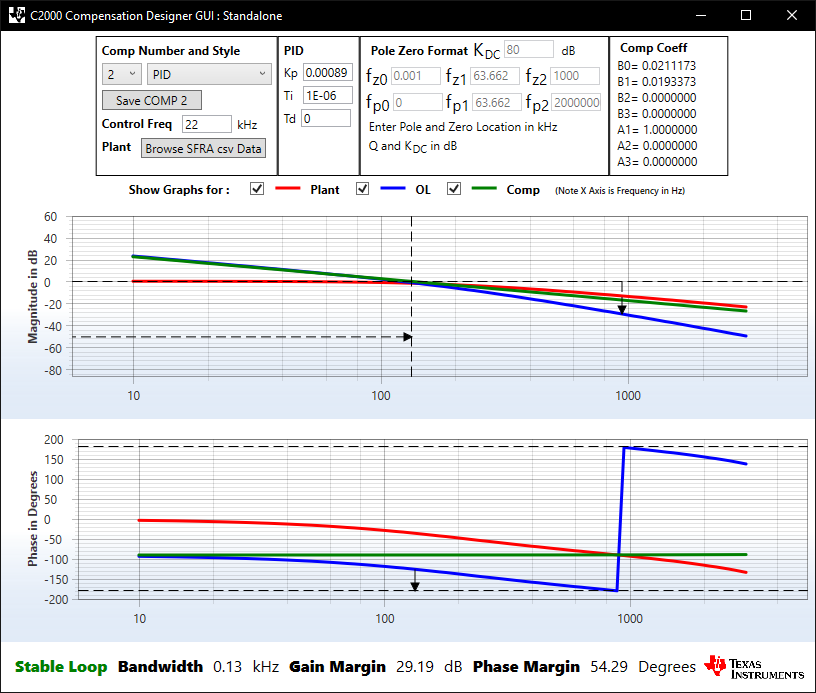 C2000 Compensation Designer GUI : Standalone
Comp Number and Style
2 PID
Save COMP 2
Control Freq 22 kHz
Plant Browse SFRA csv Data
PID
Kp 0.00089
Ti 1E-06
Td 0
Pole Zero Format KDC 80 dB
fz0 0.001 fz1 63.662 fz2 1000
fp0 0 fp1 63.662 fp2 2000000
Enter Pole and Zero Location in kHz
Q and KDC in dB
Comp Coeff
B0= 0.0211173
B1= 0.0193373
B2= 0.0000000
B3= 0.0000000
A1= 1.0000000
A2= 0.0000000
A3= 0.0000000
Show Graphs for : Plant OL Comp (Note X Axis is Frequency in Hz)
Magnitude in dB
60
40
20
0
-20
-40
-60
-80
10 100 1000
Phase in Degrees
200
150
100
50
0
-50
-100
-150
-200
10 100 1000
Stable Loop Bandwidth 0.13 kHz Gain Margin 29.19 dB Phase Margin 54.29 Degrees
TEXAS
INSTRUMENTS